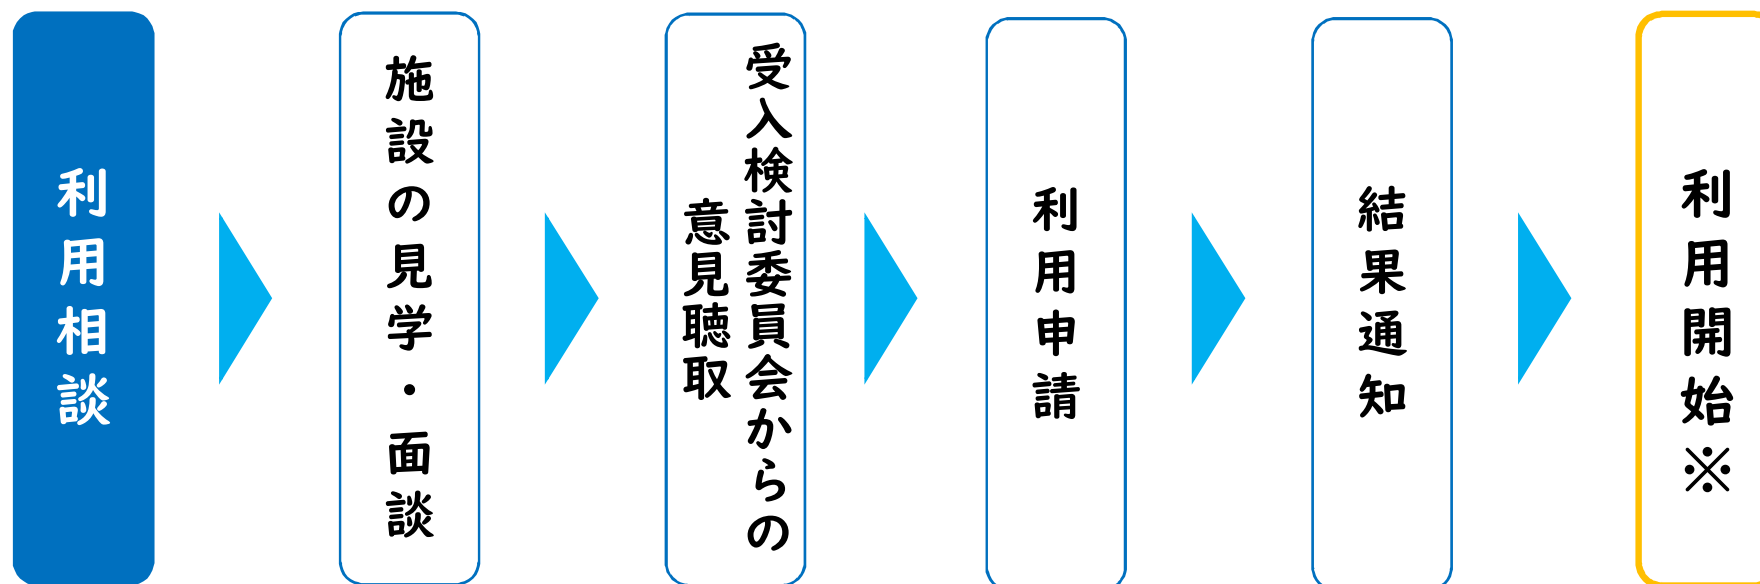 利用相談
施設の見学・面談
受入検討委員会からの
意見聴取
利用申請
結果通知
利用開始※